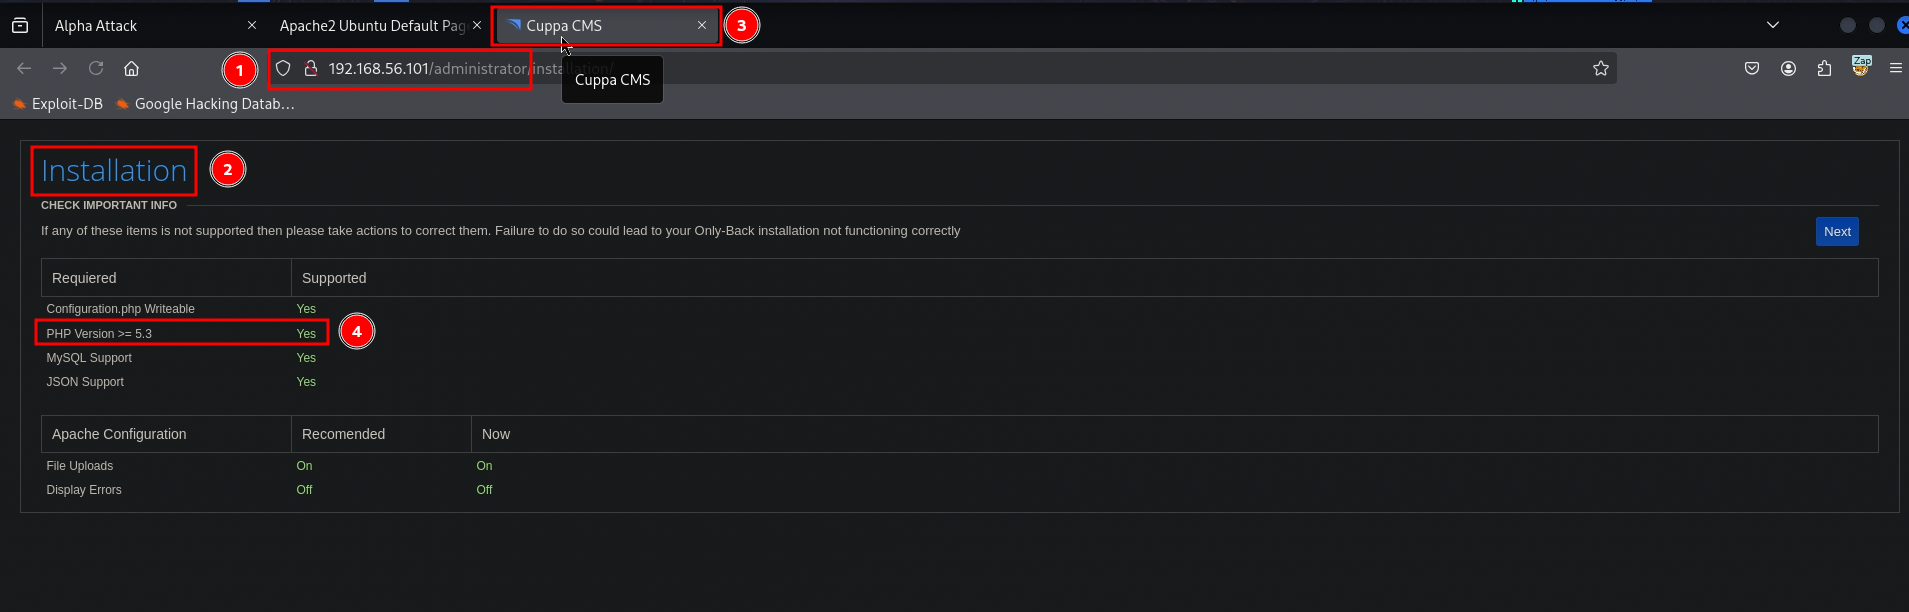 Alpha Attack
Apache2 Ubuntu Default Pag
Cuppa CMS
3
1
192.168.56.101/administrator/installation/
Cuppa CMS
Zap
Exploit-DB
Google Hacking Datab…
Installation
2
CHECK IMPORTANT INFO
If any of these items is not supported then please take actions to correct them. Failure to do so could lead to your Only-Back installation not functioning correctly
Next
Requiered Supported
Configuration.php Writeable Yes
PHP Version >= 5.3 Yes
4
MySQL Support Yes
JSON Support Yes
Apache Configuration Recomended Now
File Uploads On On
Display Errors Off Off